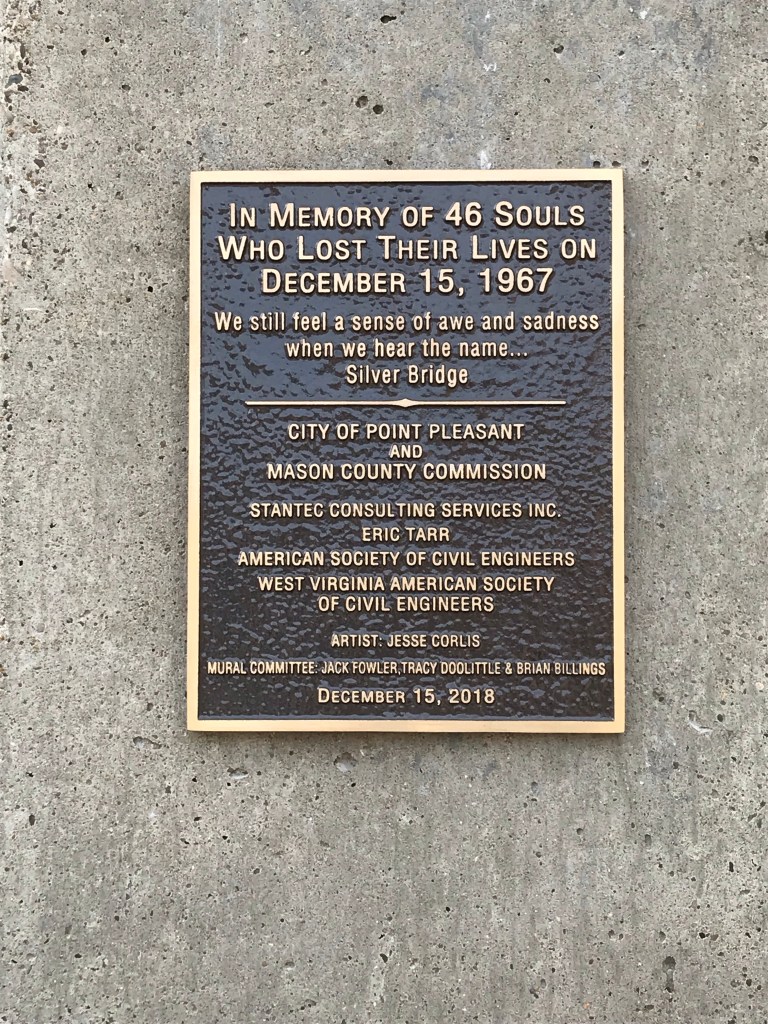 In Memory of 46 Souls
Who Lost Their Lives on
December 15, 1967
We still feel a sense of awe and sadness
when we hear the name...
Silver Bridge
CITY OF POINT PLEASANT
AND
MASON COUNTY COMMISSION
STANTEC CONSULTING SERVICES INC.
ERIC TARR
AMERICAN SOCIETY OF CIVIL ENGINEERS
WEST VIRGINIA AMERICAN SOCIETY
OF CIVIL ENGINEERS
ARTIST: JESSE CORLIS
MURAL COMMITTEE: JACK FOWLER,TRACY DOOLITTLE & BRIAN BILLINGS
December 15, 2018